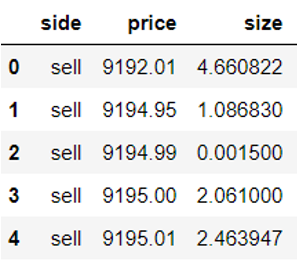 side price size
0 sell 9192.01 4.660822
1 sell 9194.95 1.086830
2 sell 9194.99 0.001500
3 sell 9195.00 2.061000
4 sell 9195.01 2.463947